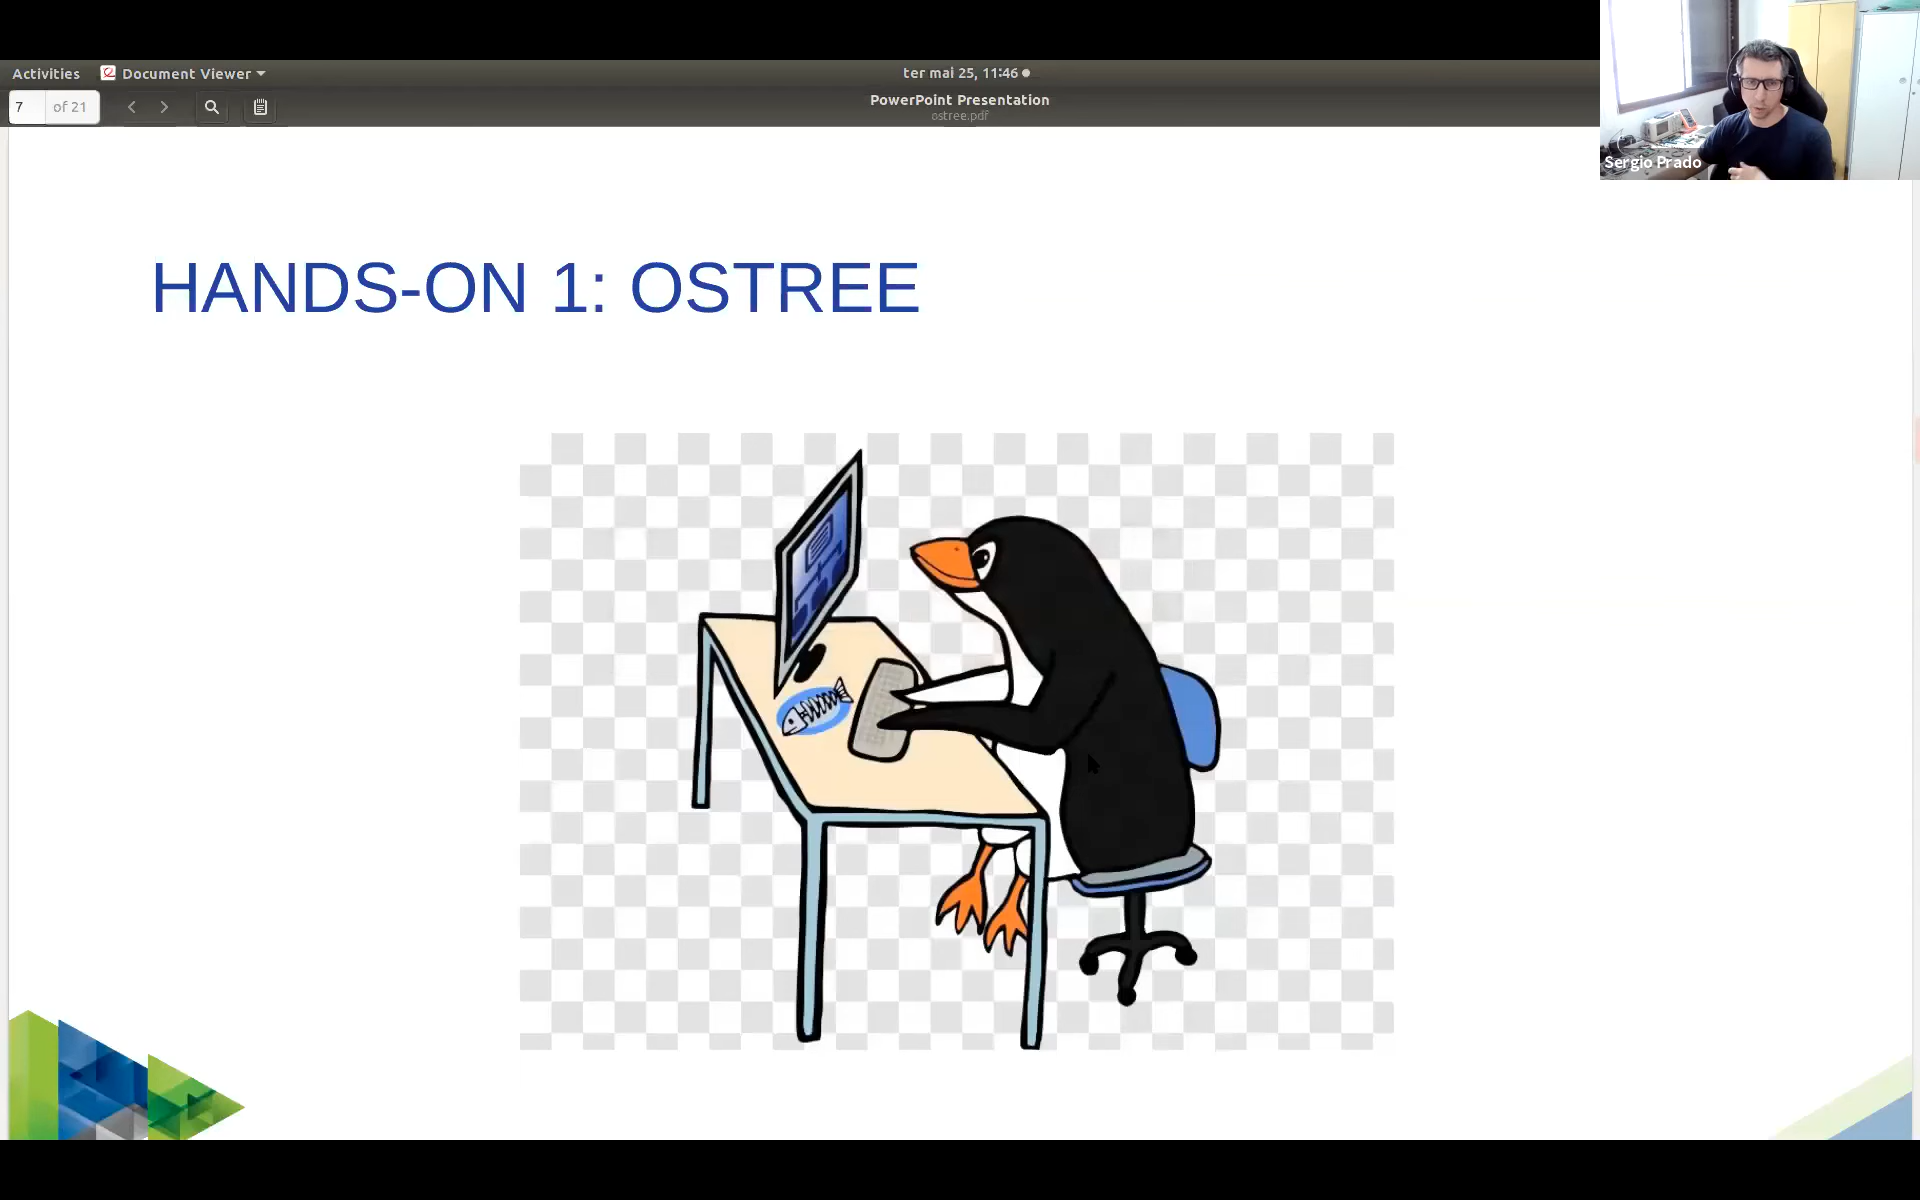 Activities
Document Viewer
ter mai 25, 11:46
7 of 21
PowerPoint Presentation
ostree.pdf
Sergio Prado
HANDS-ON 1: OSTREE